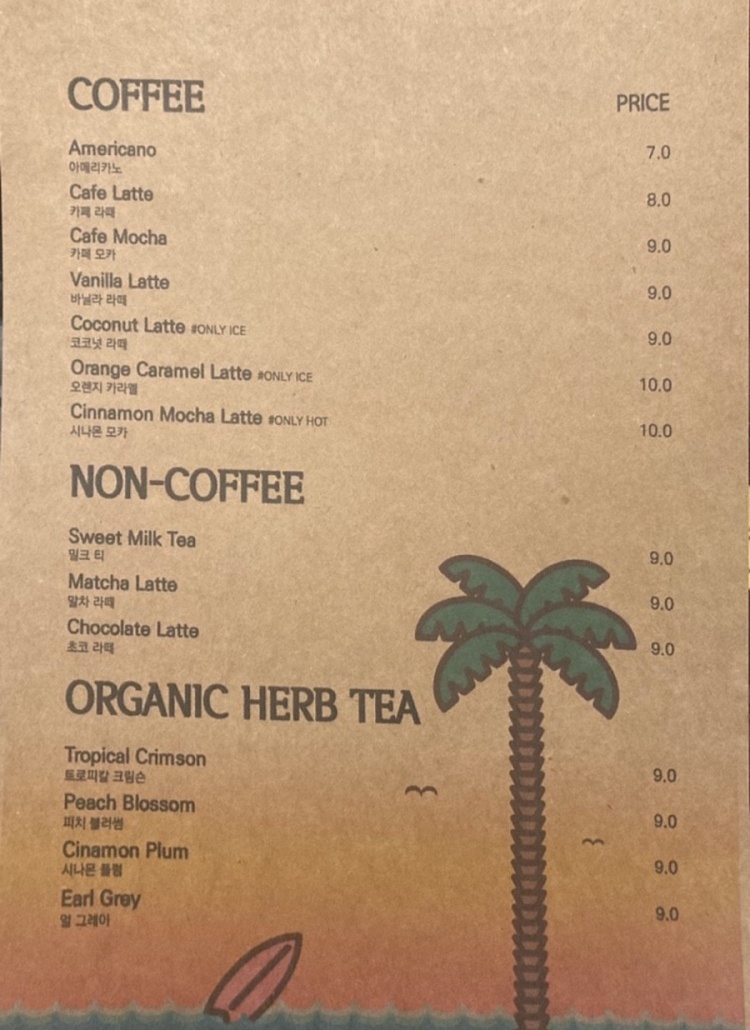 COFFEE
PRICE
Americano 7.0
아메리카노
Cafe Latte 8.0
카페 라떼
Cafe Mocha 9.0
카페 모카
Vanilla Latte 9.0
바닐라 라떼
Coconut Latte #ONLY ICE 9.0
코코넛 라떼
Orange Caramel Latte #ONLY ICE 10.0
오렌지 카라멜
Cinnamon Mocha Latte #ONLY HOT 10.0
시나몬 모카
NON-COFFEE
Sweet Milk Tea 9.0
밀크 티
Matcha Latte 9.0
말차 라떼
Chocolate Latte 9.0
초코 라떼
ORGANIC HERB TEA
Tropical Crimson 9.0
트로피칼 크림슨
Peach Blossom 9.0
피치 블러썸
Cinamon Plum 9.0
시나몬 플럼
Earl Grey 9.0
얼 그레이